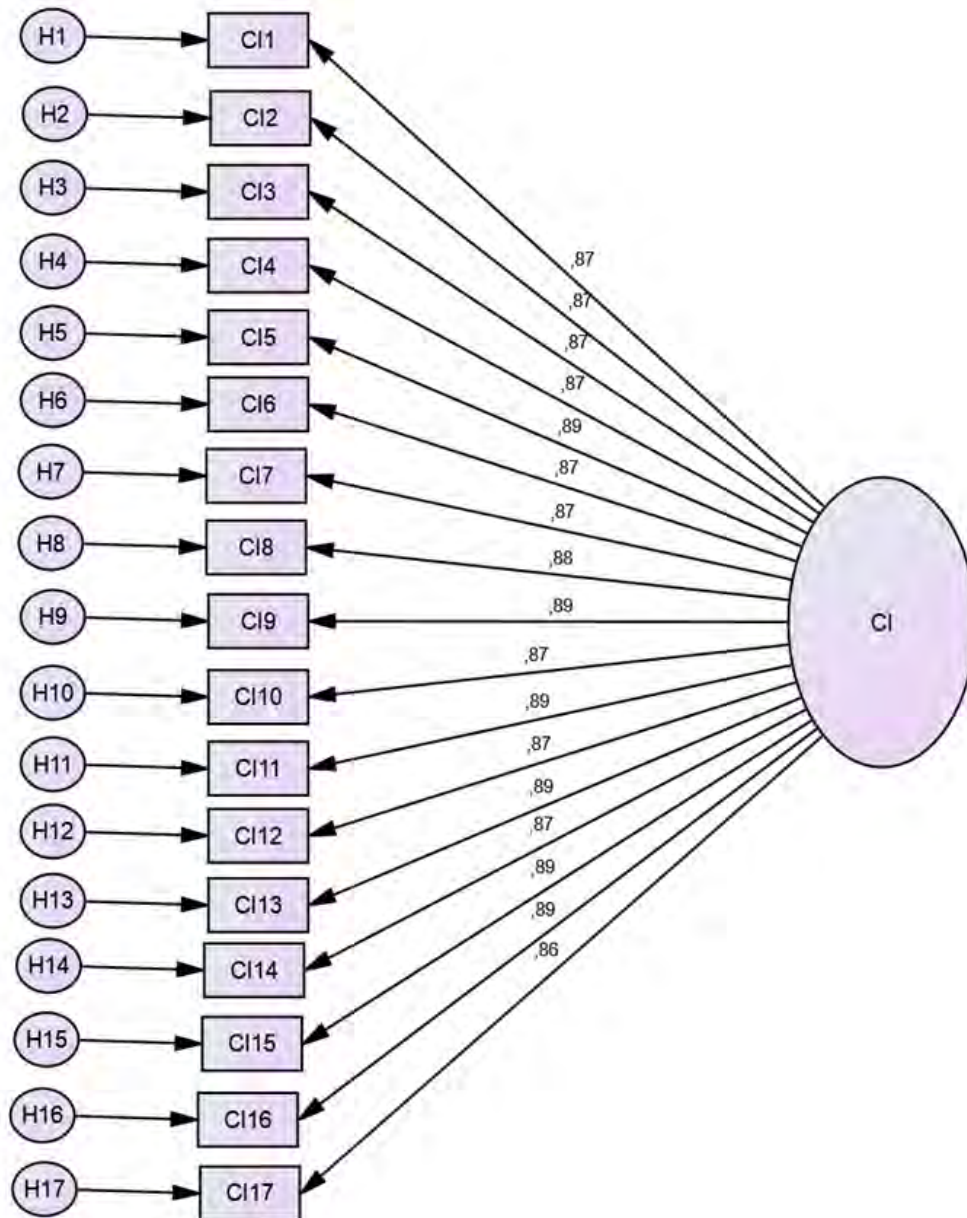 H1
CI1
H2
CI2
H3
CI3
H4
CI4
H5
CI5
H6
CI6
H7
CI7
H8
CI8
H9
CI9
H10
CI10
H11
CI11
H12
CI12
H13
CI13
H14
CI14
H15
CI15
H16
CI16
H17
CI17
,87
,87
,87
,87
,89
,87
,87
,88
,89
,87
,89
,87
,89
,87
,89
,89
,86
CI